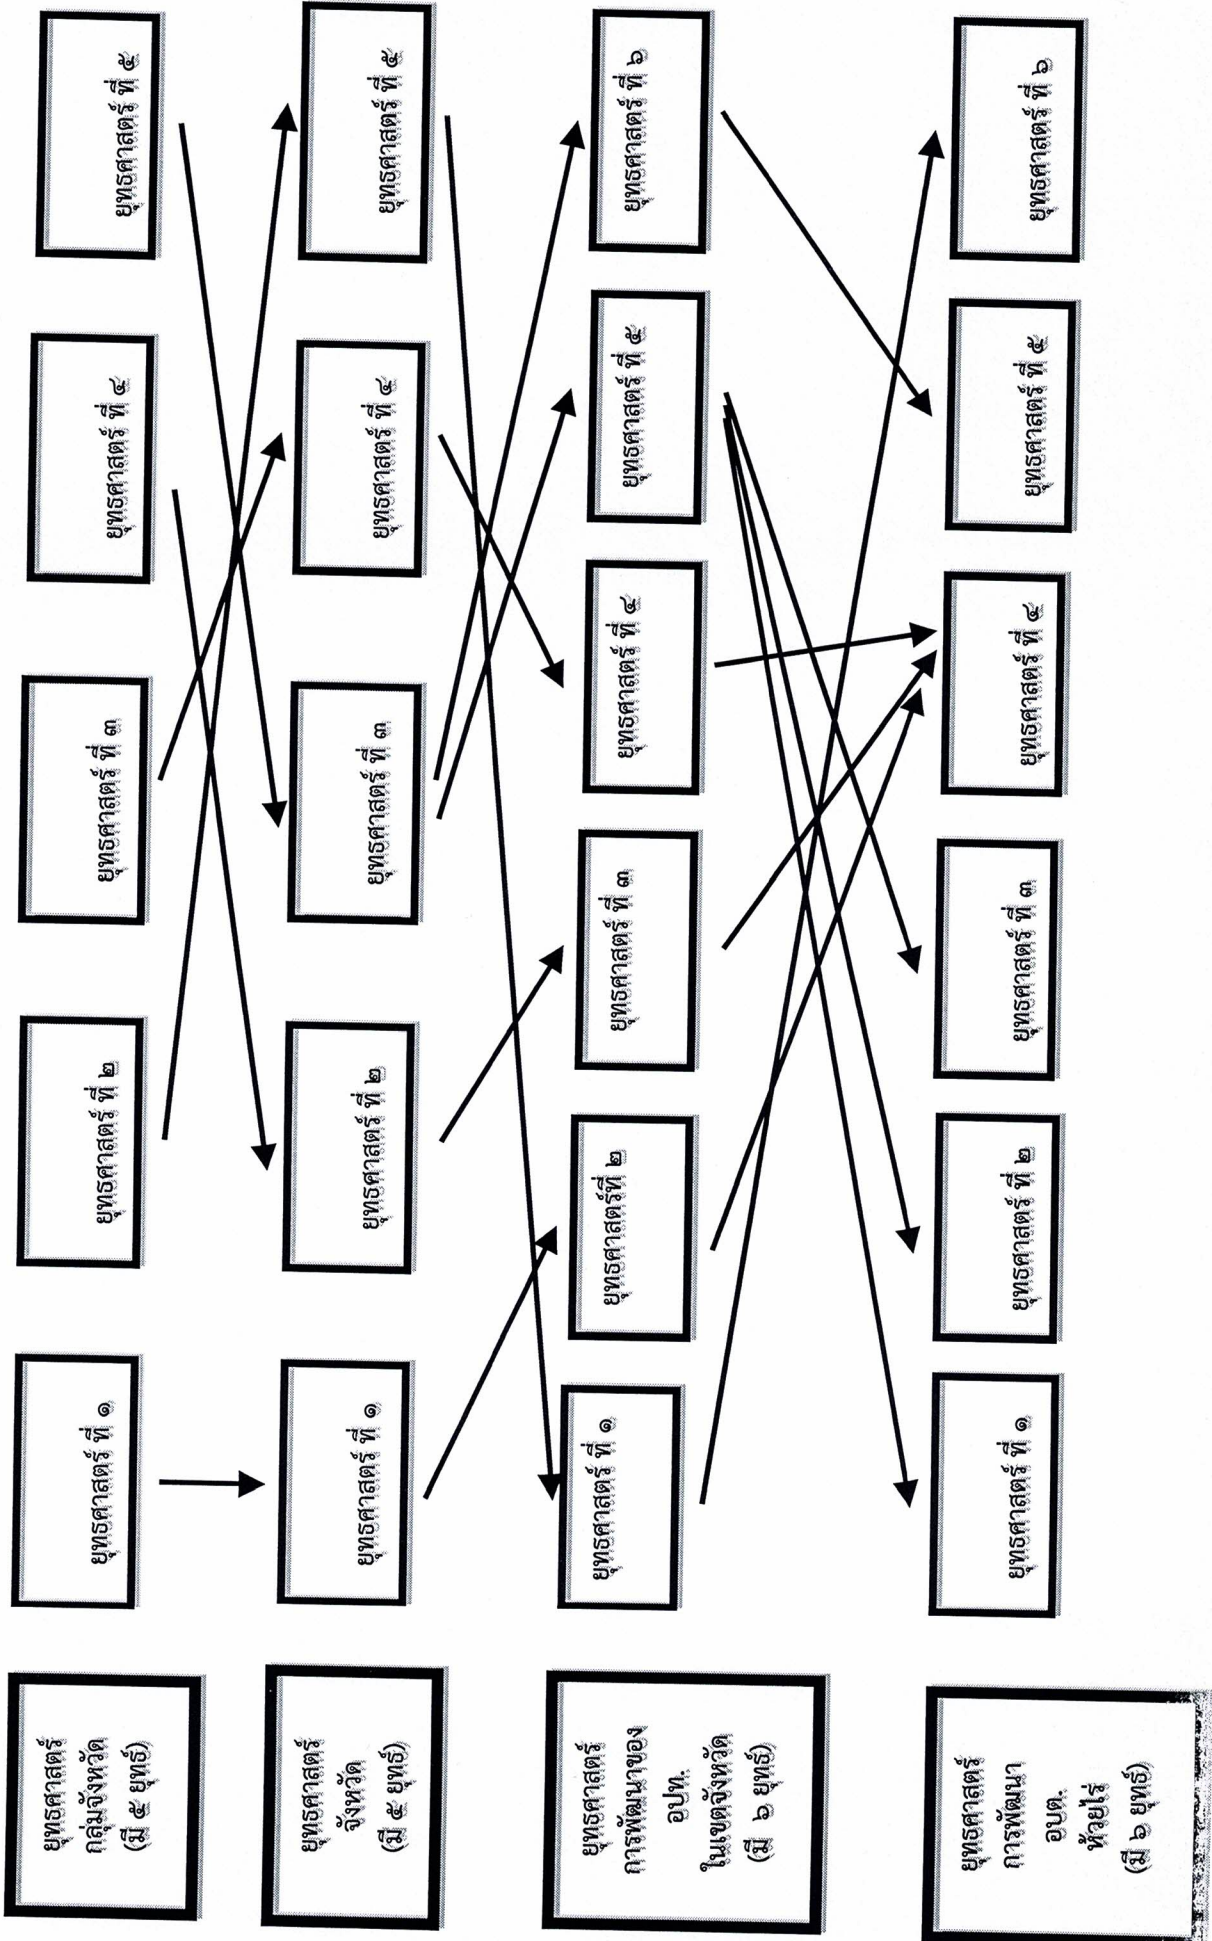 ยุทธศาสตร์
กลุ่มจังหวัด
(มี ๕ ยุทธ์)
ยุทธศาสตร์ ที่ ๑
ยุทธศาสตร์ ที่ ๒
ยุทธศาสตร์ ที่ ๓
ยุทธศาสตร์ ที่ ๔
ยุทธศาสตร์ ที่ ๕
ยุทธศาสตร์
จังหวัด
(มี ๕ ยุทธ์)
ยุทธศาสตร์ ที่ ๑
ยุทธศาสตร์ ที่ ๒
ยุทธศาสตร์ ที่ ๓
ยุทธศาสตร์ ที่ ๔
ยุทธศาสตร์ ที่ ๕
ยุทธศาสตร์
การพัฒนาของ
อปท.
ในเขตจังหวัด
(มี ๖ ยุทธ์)
ยุทธศาสตร์ ที่ ๑
ยุทธศาสตร์ที่ ๒
ยุทธศาสตร์ ที่ ๓
ยุทธศาสตร์ ที่ ๔
ยุทธศาสตร์ ที่ ๕
ยุทธศาสตร์ ที่ ๖
ยุทธศาสตร์
การพัฒนา
อบต.
ห้วยไร่
(มี ๖ ยุทธ์)
ยุทธศาสตร์ ที่ ๑
ยุทธศาสตร์ ที่ ๒
ยุทธศาสตร์ ที่ ๓
ยุทธศาสตร์ ที่ ๔
ยุทธศาสตร์ ที่ ๕
ยุทธศาสตร์ ที่ ๖